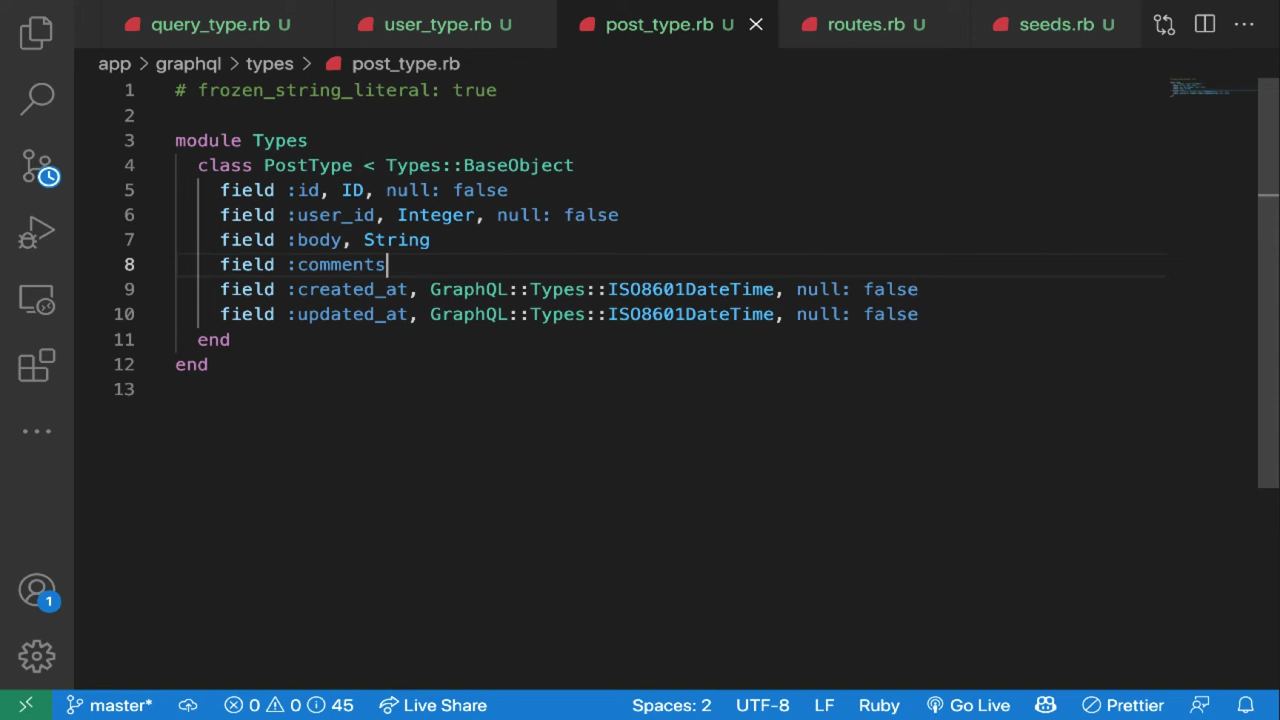 query_type.rb U
user_type.rb U
post_type.rb U
routes.rb U
seeds.rb U
app > graphql > types > post_type.rb
1 # frozen_string_literal: true
2
3 module Types
4 class PostType < Types::BaseObject
5 field :id, ID, null: false
6 field :user_id, Integer, null: false
7 field :body, String
8 field :comments
9 field :created_at, GraphQL::Types::ISO8601DateTime, null: false
10 field :updated_at, GraphQL::Types::ISO8601DateTime, null: false
11 end
12 end
13
1
master* 0 0 45 Live Share Spaces: 2 UTF-8 LF Ruby Go Live Prettier